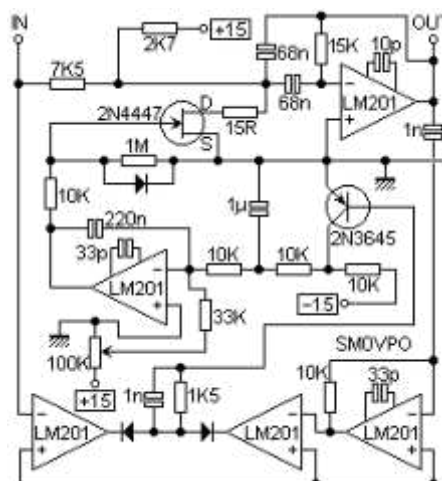 IN
OUT
2K7
+15
68n
15K
10p
7K5
68n
LM201
2N4447
D
15R
S
1n
1M
10K
1µ
220n
2N3645
33p
10K
10K
10K
LM201
33K
-15
100K
SM0VPO
+15
1n
1K5
10K
33p
LM201
LM201
LM201